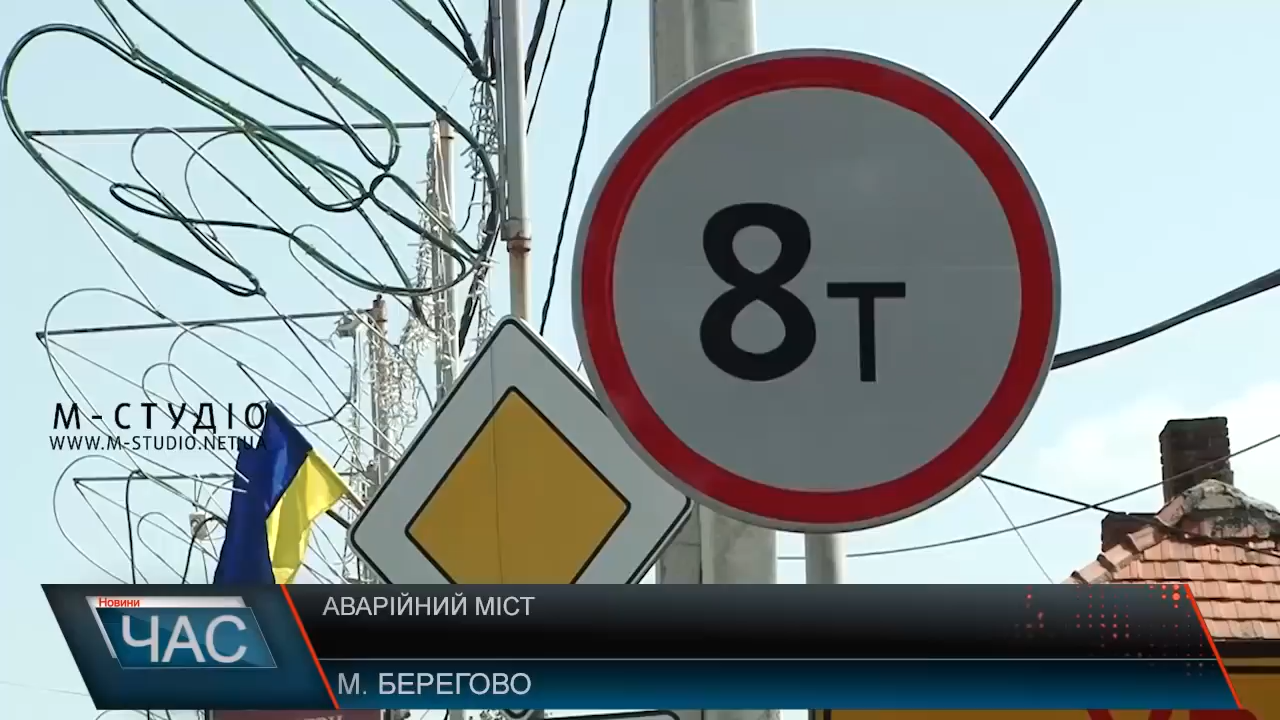 8т
М-СТУДІО
WWW.M-STUDIO.NET.UA
Новини
ЧАС
АВАРІЙНИЙ МІСТ
М. БЕРЕГОВО